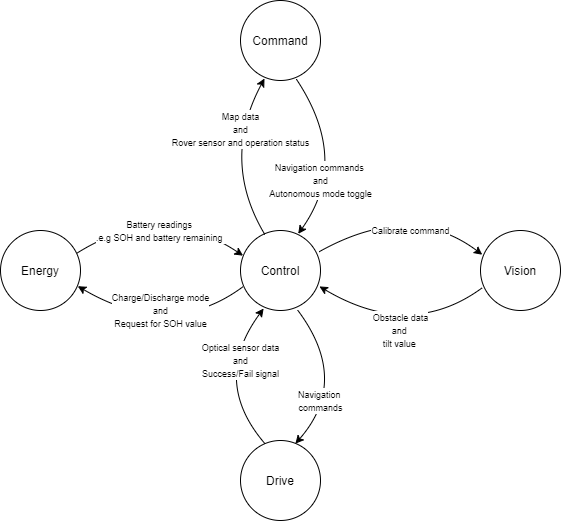 Command
Map data
and
Rover sensor and operation status
Navigation commands
and
Autonomous mode toggle
Battery readings
.e.g SOH and battery remaining
Calibrate command
Energy
Control
Vision
Charge/Discharge mode
and
Request for SOH value
Obstacle data
and
tilt value
Optical sensor data
and
Success/Fail signal
Navigation
commands
Drive